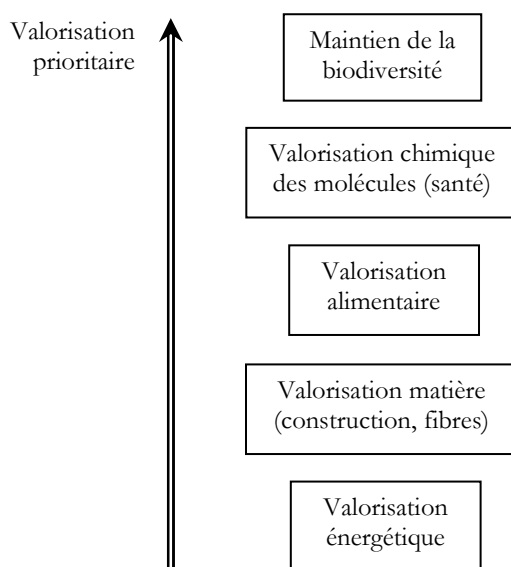 Valorisation
prioritaire
Maintien de la
biodiversité
Valorisation chimique
des molécules (santé)
Valorisation
alimentaire
Valorisation matière
(construction, fibres)
Valorisation
énergétique